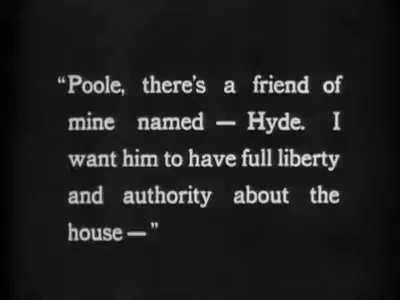 “Poole, there's a friend of
mine named — Hyde. I
want him to have full liberty
and authority about the
house —”